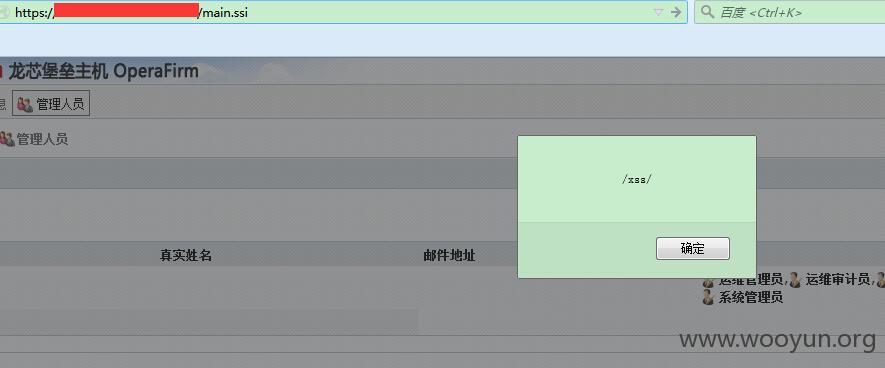 https:// /main.ssi
百度 <Ctrl+K>
龙芯堡垒主机 OperaFirm
息 管理人员
管理人员
/xss/
确定
真实姓名 邮件地址
运维管理员, 运维审计员,
系统管理员
www.wooyun.org